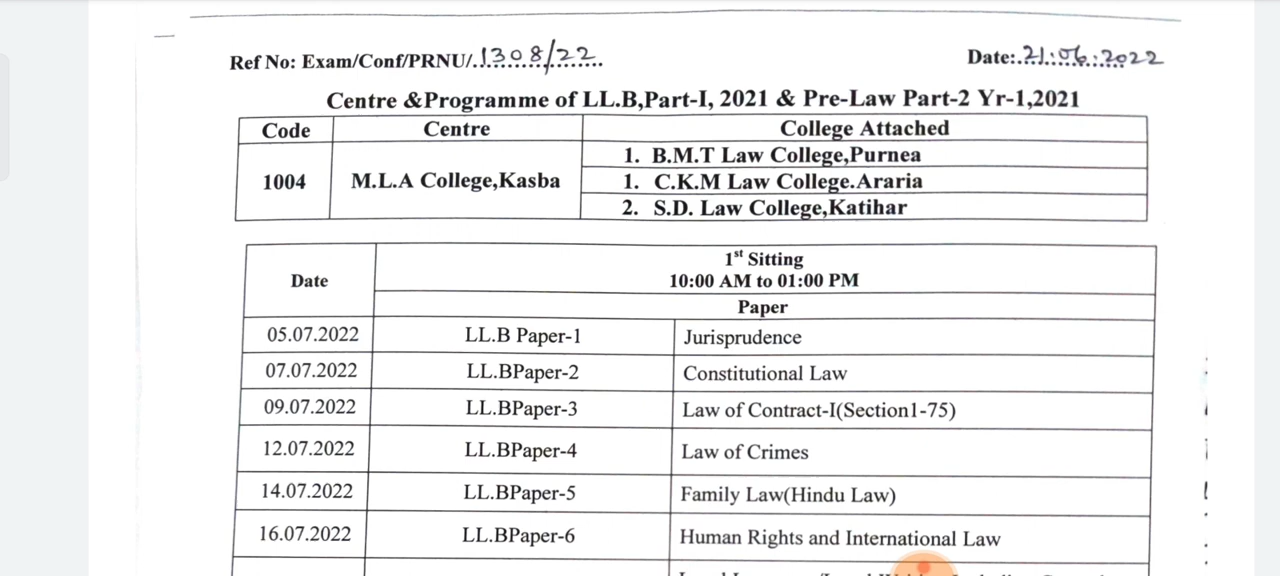 Ref No: Exam/Conf/PRNU/.1308/22 Date:.21.:06.:2022
Centre &Programme of LL.B,Part-I, 2021 & Pre-Law Part-2 Yr-1,2021
Code Centre College Attached
1004 M.L.A College,Kasba
1. B.M.T Law College,Purnea
1. C.K.M Law College.Araria
2. S.D. Law College,Katihar
Date
1st Sitting
10:00 AM to 01:00 PM
Paper
05.07.2022 LL.B Paper-1 Jurisprudence
07.07.2022 LL.BPaper-2 Constitutional Law
09.07.2022 LL.BPaper-3 Law of Contract-I(Section1-75)
12.07.2022 LL.BPaper-4 Law of Crimes
14.07.2022 LL.BPaper-5 Family Law(Hindu Law)
16.07.2022 LL.BPaper-6 Human Rights and International Law